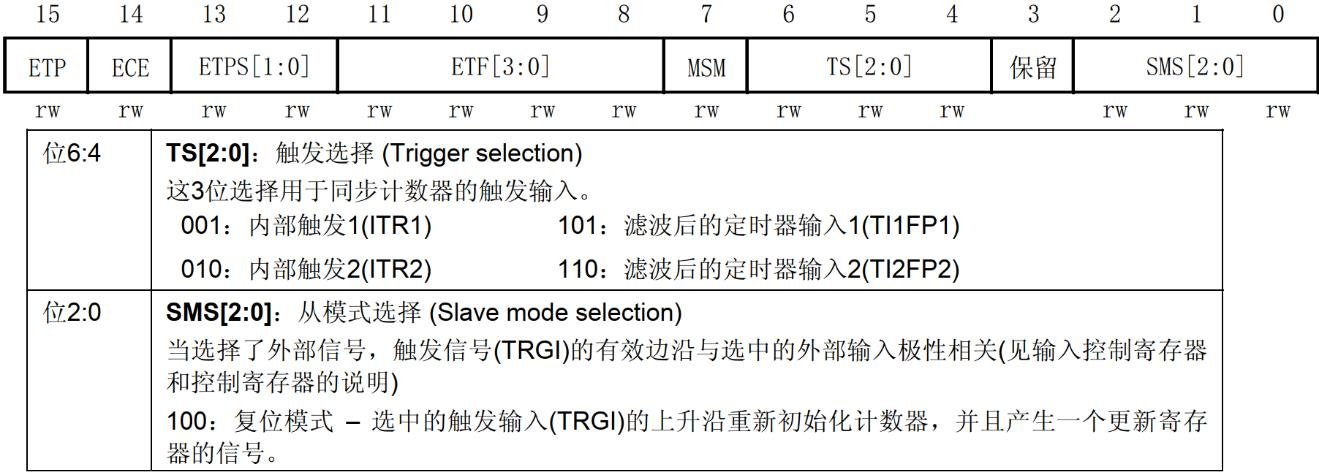 15 14 13 12 11 10 9 8 7 6 5 4 3 2 1 0
ETP ECE ETPS[1:0] ETF[3:0] MSM TS[2:0] 保留 SMS[2:0]
rw rw rw rw rw rw rw rw rw rw rw rw rw rw rw
位6:4 TS[2:0]：触发选择 (Trigger selection)
这3位选择用于同步计数器的触发输入。
001：内部触发1(ITR1) 101：滤波后的定时器输入1(TI1FP1)
010：内部触发2(ITR2) 110：滤波后的定时器输入2(TI2FP2)
位2:0 SMS[2:0]：从模式选择 (Slave mode selection)
当选择了外部信号，触发信号(TRGI)的有效边沿与选中的外部输入极性相关(见输入控制寄存器
和控制寄存器的说明)
100：复位模式 – 选中的触发输入(TRGI)的上升沿重新初始化计数器，并且产生一个更新寄存
器的信号。